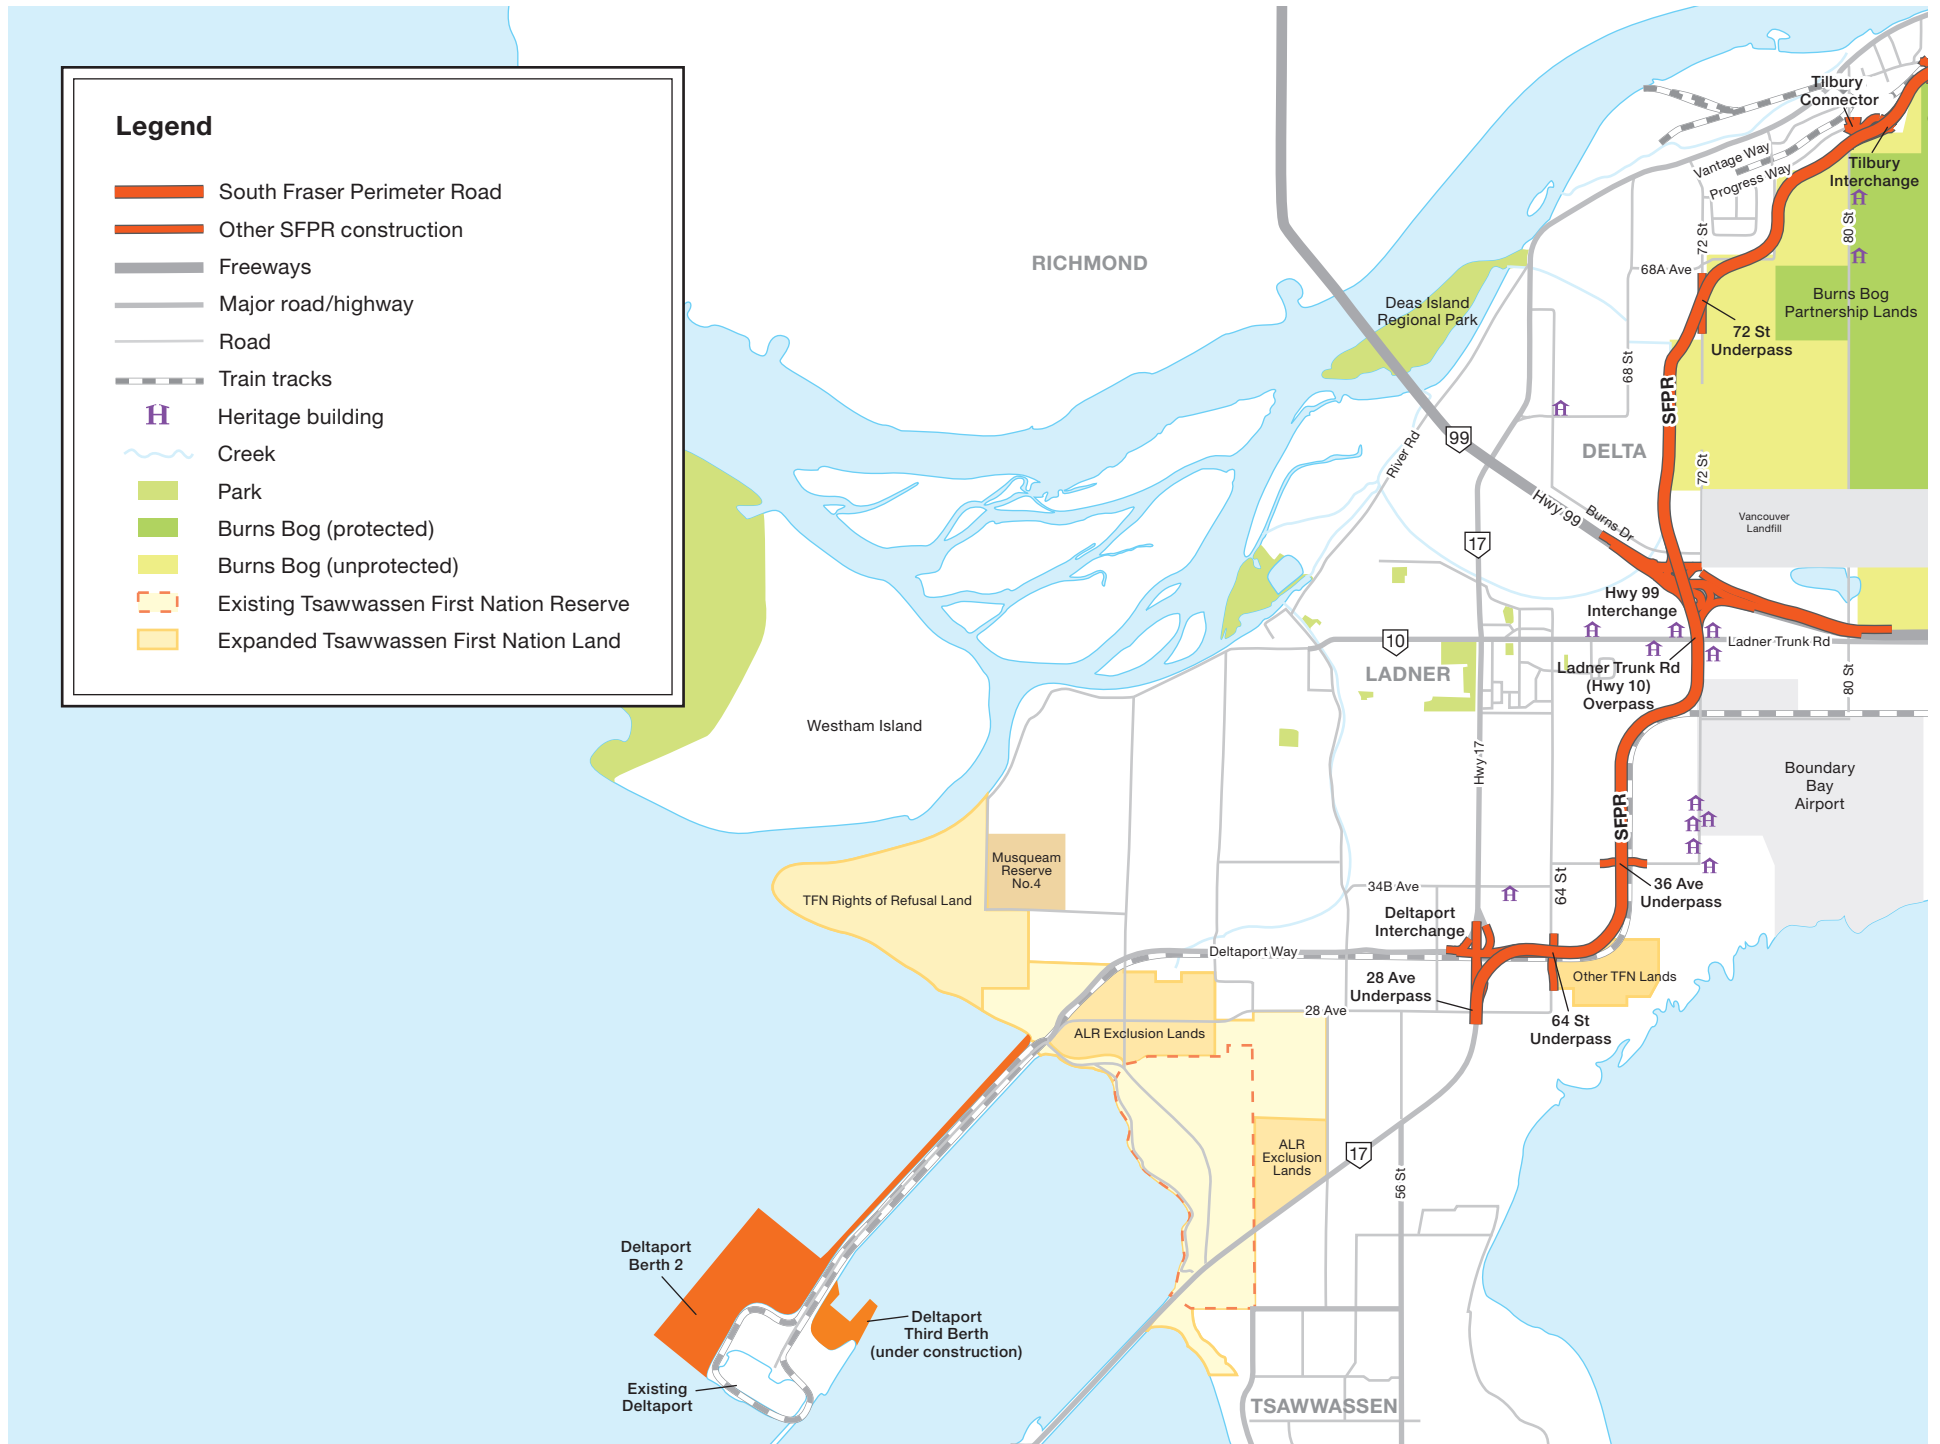 Legend
South Fraser Perimeter Road
Other SFPR construction
Freeways
Major road/highway
Road
Train tracks
H
Heritage building
Creek
Park
Burns Bog (protected)
Burns Bog (unprotected)
Existing Tsawwassen First Nation Reserve
Expanded Tsawwassen First Nation Land
RICHMOND
Deas Island
Regional Park
Tilbury
Connector
Vantage Way
Progress Way
Tilbury
Interchange
H
80 St
72 St
H
68A Ave
Burns Bog
Partnership Lands
72 St
Underpass
68 St
SFPR
H
99
River Rd
DELTA
72 St
Hwy 99
Burns Dr
Vancouver
Landfill
17
Hwy 99
Interchange
H
H
H
10
Ladner Trunk Rd
H
H
LADNER
Ladner Trunk Rd
(Hwy 10)
Overpass
80 St
Westham Island
Hwy 17
Boundary
Bay
Airport
SFPR
H
H
H
H
H
Musqueam
Reserve
No.4
TFN Rights of Refusal Land
34B Ave
H
64 St
36 Ave
Underpass
Deltaport
Interchange
Deltaport Way
28 Ave
Underpass
Other TFN Lands
28 Ave
64 St
Underpass
ALR Exclusion Lands
ALR
Exclusion
Lands
17
56 St
Deltaport
Berth 2
Deltaport
Third Berth
(under construction)
Existing
Deltaport
TSAWWASSEN